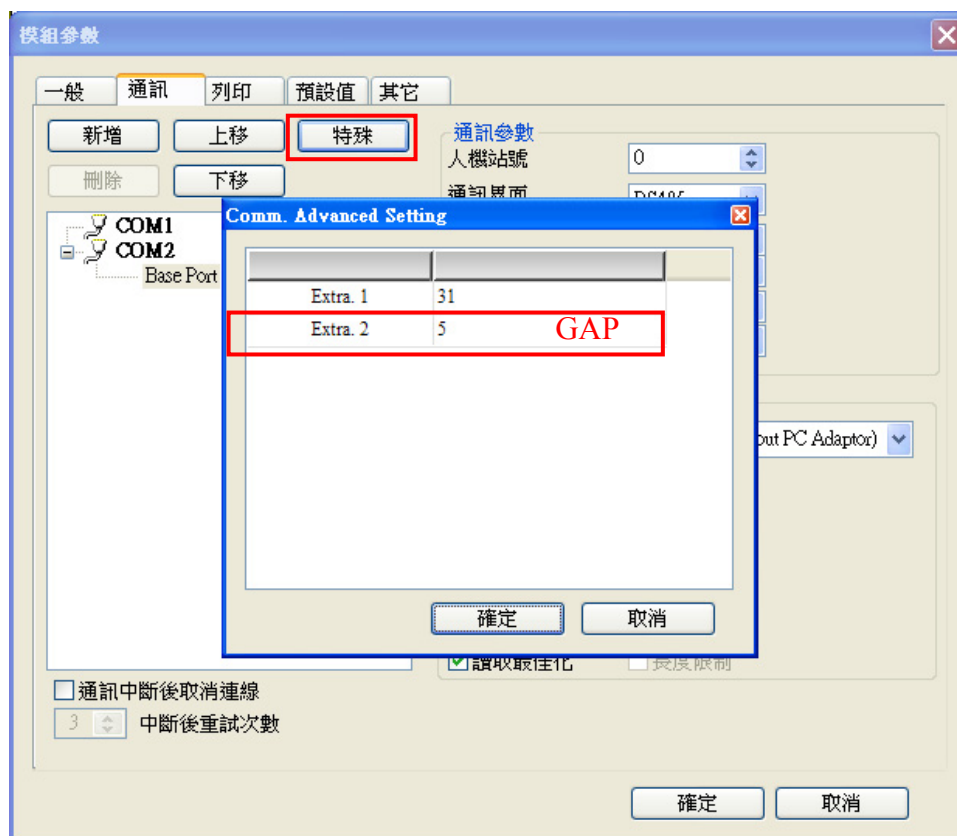 模組參數
一般 通訊 列印 預設值 其它
新增 上移 特殊
刪除 下移
通訊參數
人機站號 0
通訊界面
Comm. Advanced Setting
COM1
COM2
Base Port
Extra. 1 31
Extra. 2 5 GAP
out PC Adaptor)
確定 取消
讀取最佳化 長度限制
通訊中斷後取消連線
3 中斷後重試次數
確定 取消